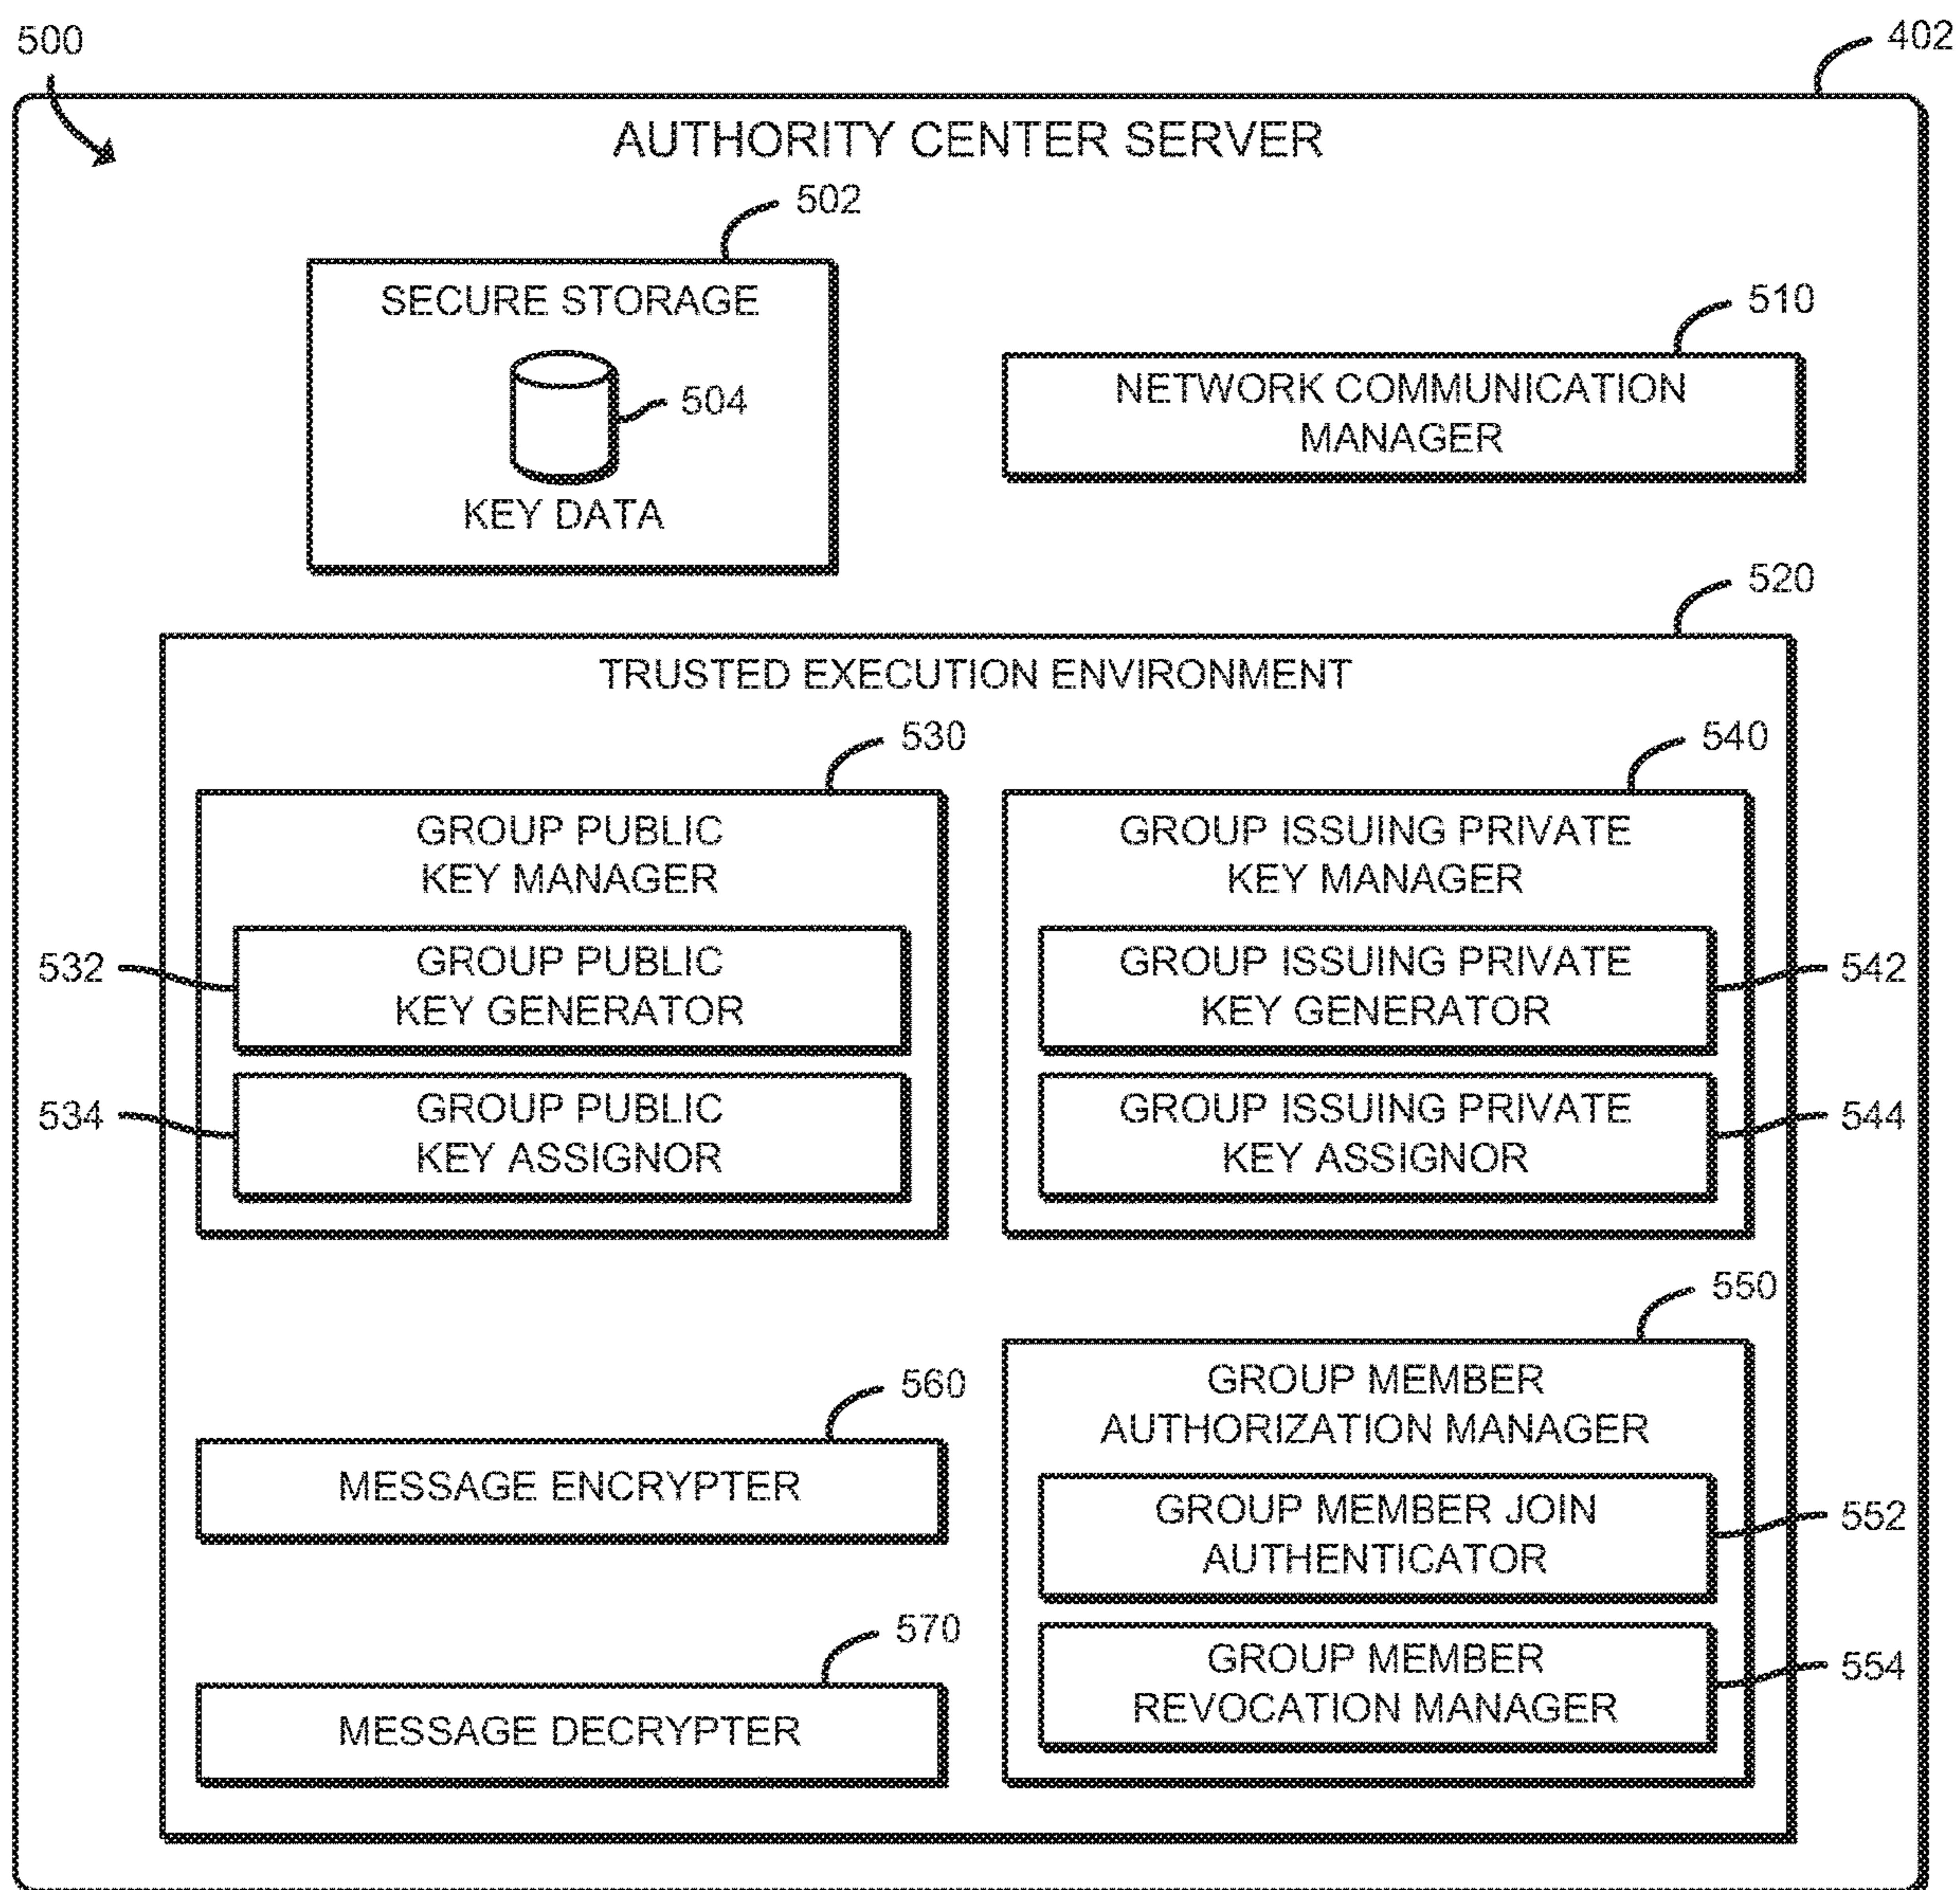 500
402
AUTHORITY CENTER SERVER
502
SECURE STORAGE
504
KEY DATA
510
NETWORK COMMUNICATION
MANAGER
520
TRUSTED EXECUTION ENVIRONMENT
530
GROUP PUBLIC
KEY MANAGER
532
GROUP PUBLIC
KEY GENERATOR
534
GROUP PUBLIC
KEY ASSIGNOR
540
GROUP ISSUING PRIVATE
KEY MANAGER
GROUP ISSUING PRIVATE
KEY GENERATOR
542
GROUP ISSUING PRIVATE
KEY ASSIGNOR
544
550
GROUP MEMBER
AUTHORIZATION MANAGER
GROUP MEMBER JOIN
AUTHENTICATOR
552
GROUP MEMBER
REVOCATION MANAGER
554
560
MESSAGE ENCRYPTER
570
MESSAGE DECRYPTER